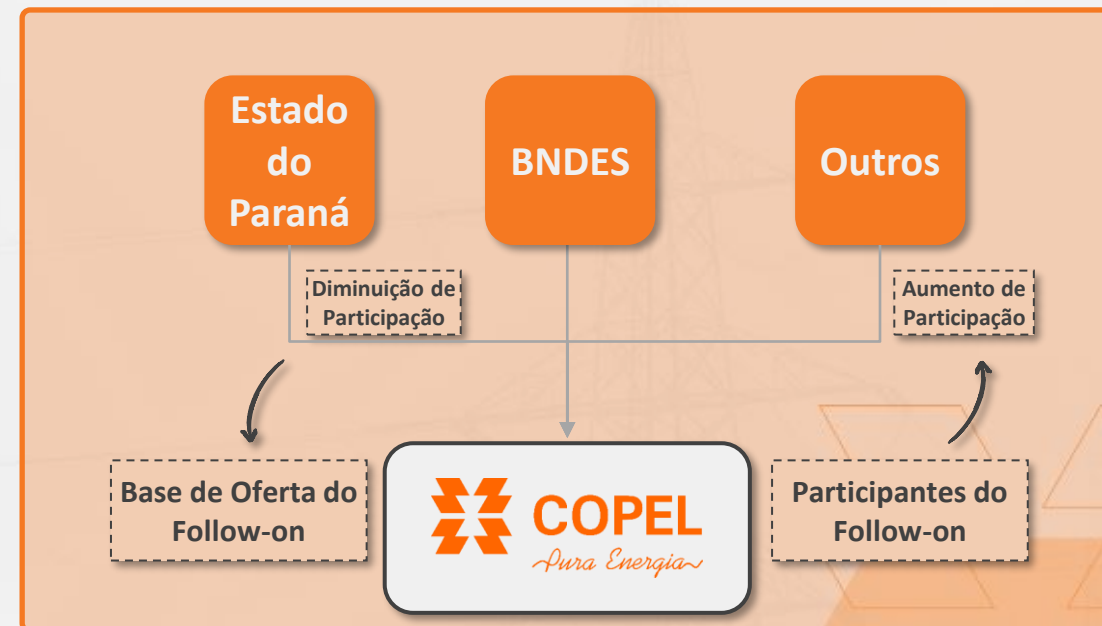 Estado
do
Paraná
BNDES
Outros
Diminuição de
Participação
Aumento de
Participação
Base de Oferta do
Follow-on
COPEL
Pura Energia
Participantes do
Follow-on